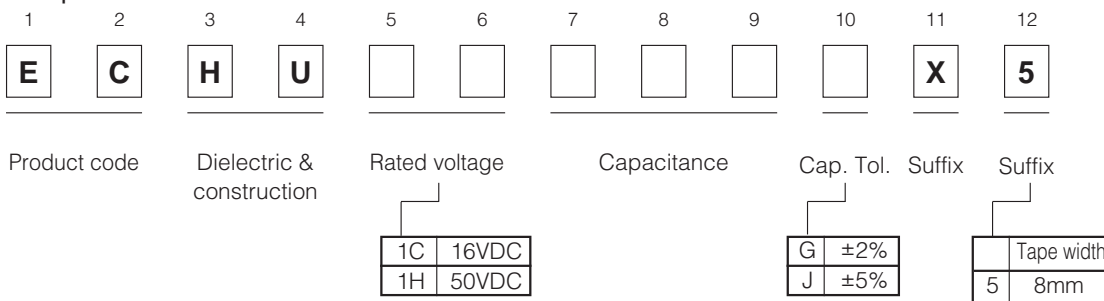 1 2 3 4 5 6 7 8 9 10 11 12
E C H U X 5
Product code Dielectric & Rated voltage Capacitance Cap. Tol. Suffix Suffix
construction
1C 16VDC G ±2% Tape width
1H 50VDC J ±5% 5 8mm